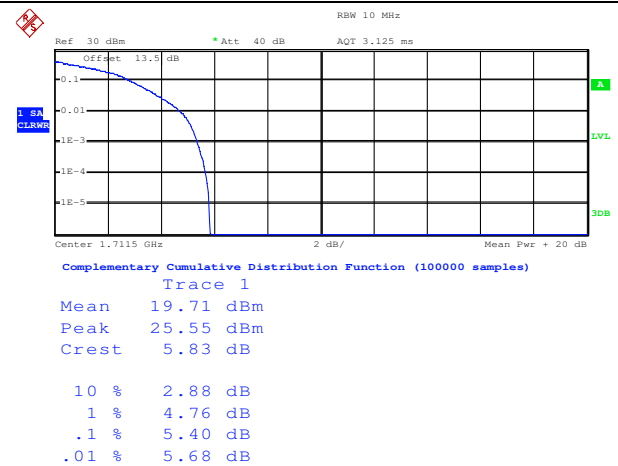 R S
RBW 10 MHz
Ref 30 dBm * Att 40 dB AQT 3.125 ms
Offset 13.5 dB
0.1
A
0.01
1 SA
CLRWR
1E-3
LVL
1E-4
1E-5
3DB
Center 1.7115 GHz 2 dB/ Mean Pwr + 20 dB
Complementary Cumulative Distribution Function (100000 samples)
Trace 1
Mean 19.71 dBm
Peak 25.55 dBm
Crest 5.83 dB
10 % 2.88 dB
1 % 4.76 dB
.1 % 5.40 dB
.01 % 5.68 dB